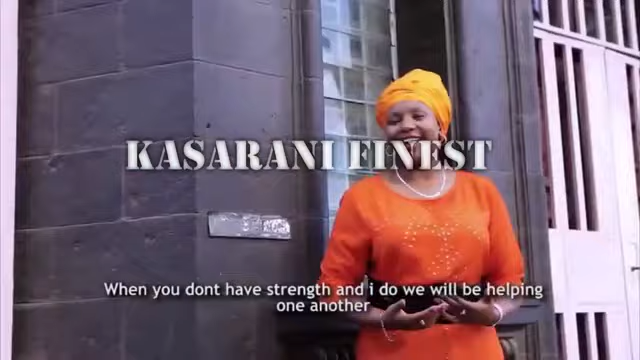 KASARANI FINEST
When you dont have strength and i do we will be helping
one another